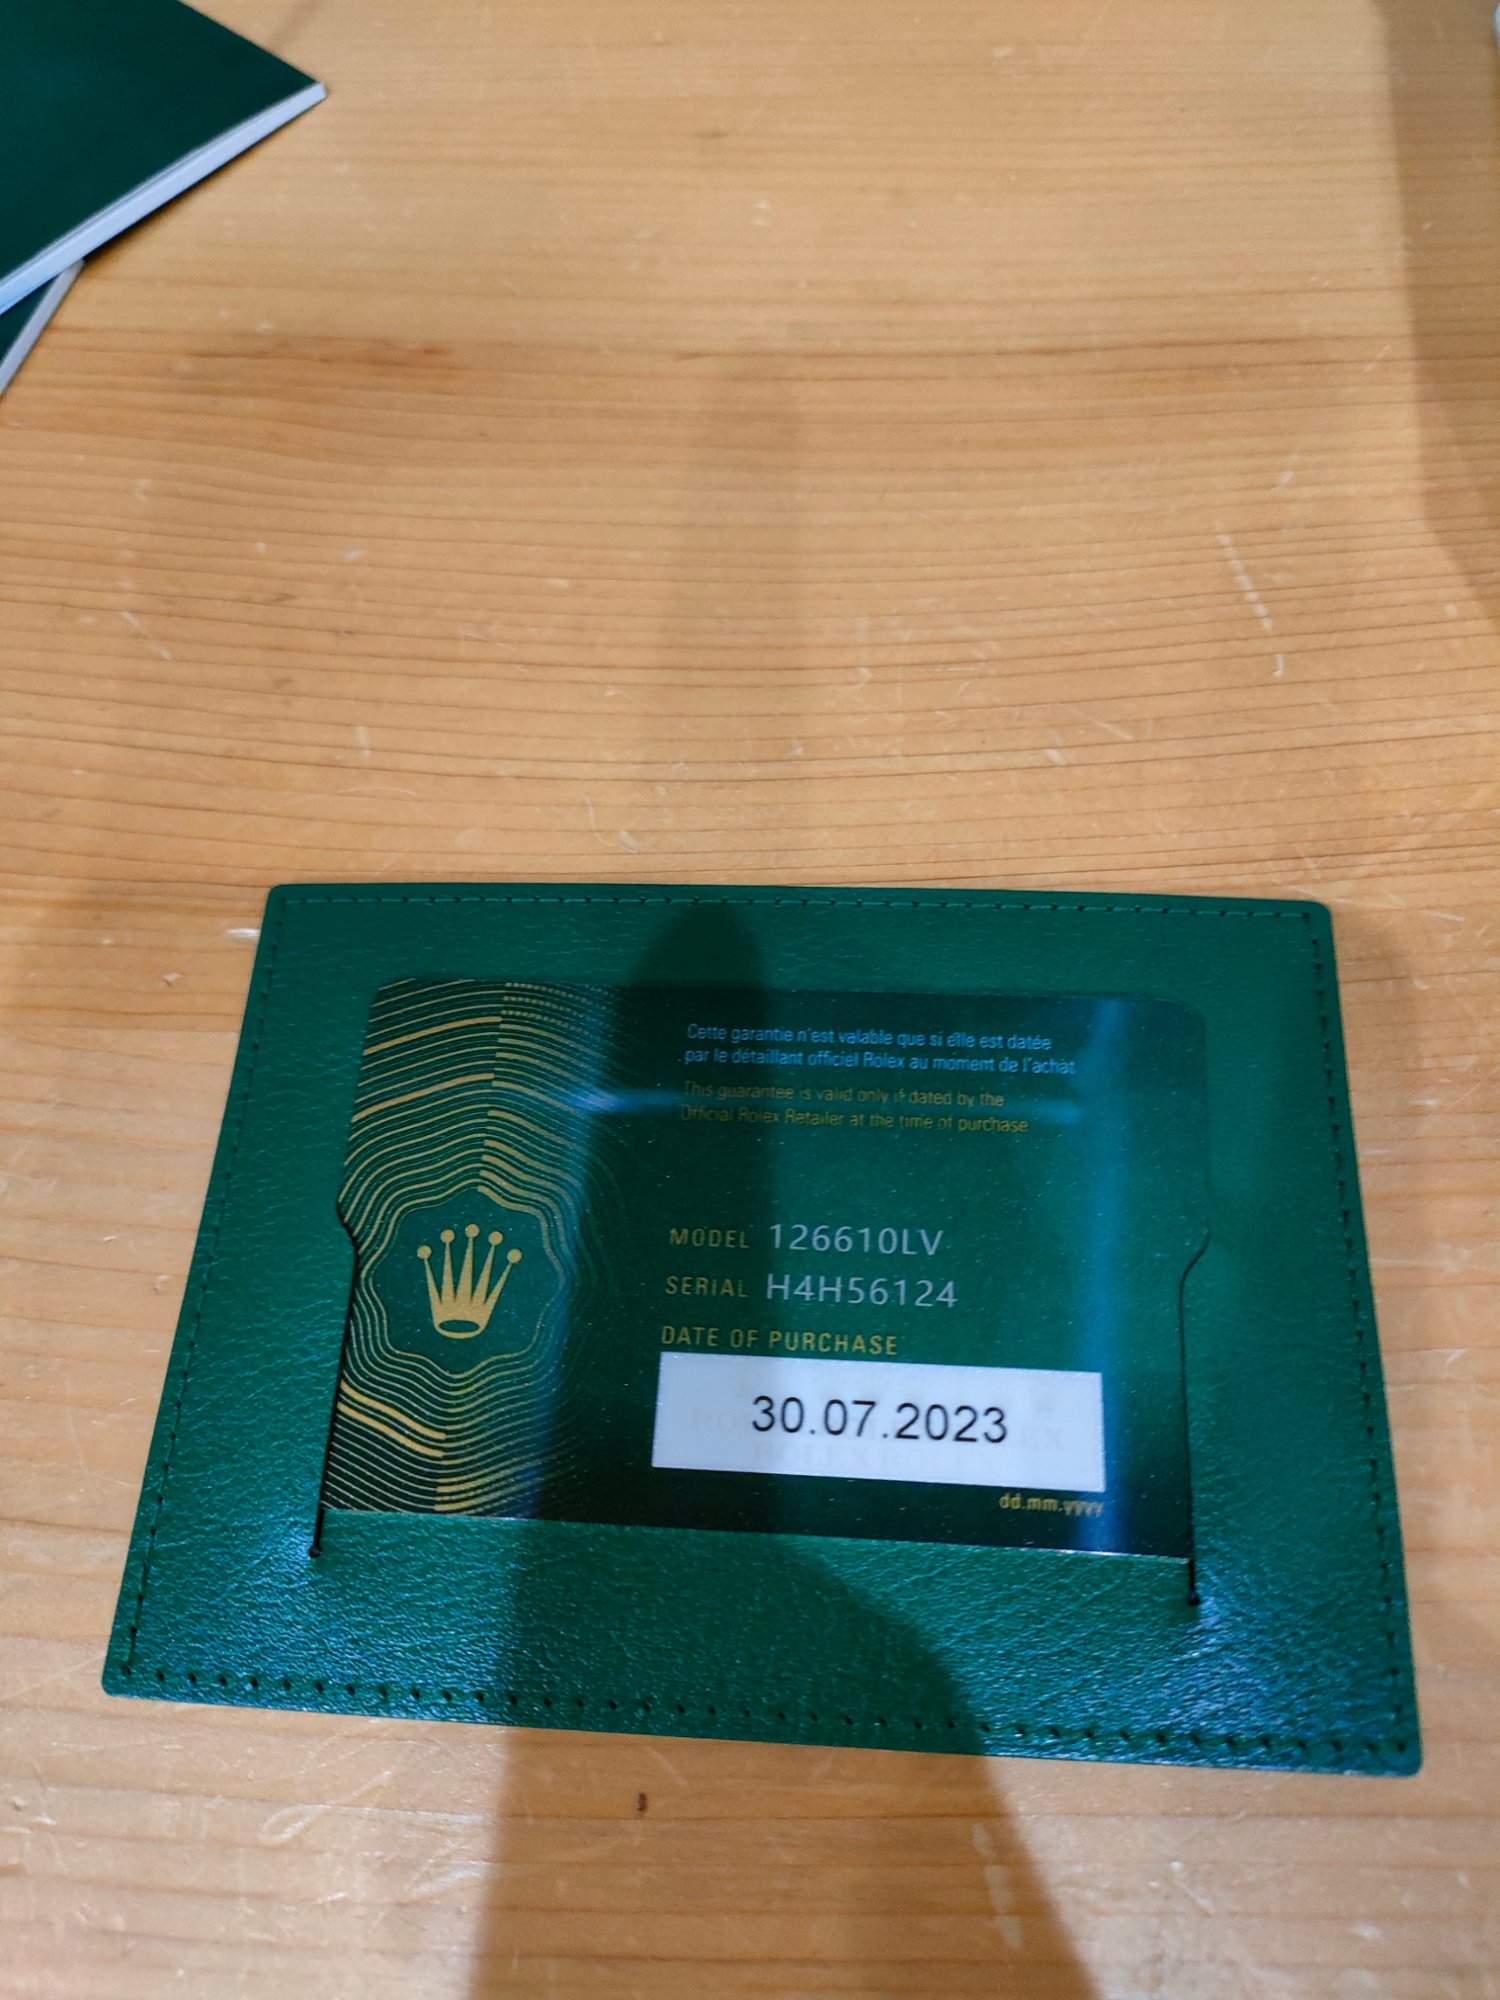 Cette garantie n'est valable que si elle est datée
par le détaillant officiel Rolex au moment de l'achat
This guarantee is valid only if dated by the
Official Rolex Retailer at the time of purchase
MODEL 126610LV
SERIAL H4H56124
DATE OF PURCHASE
30.07.2023
dd.mm.yyyy